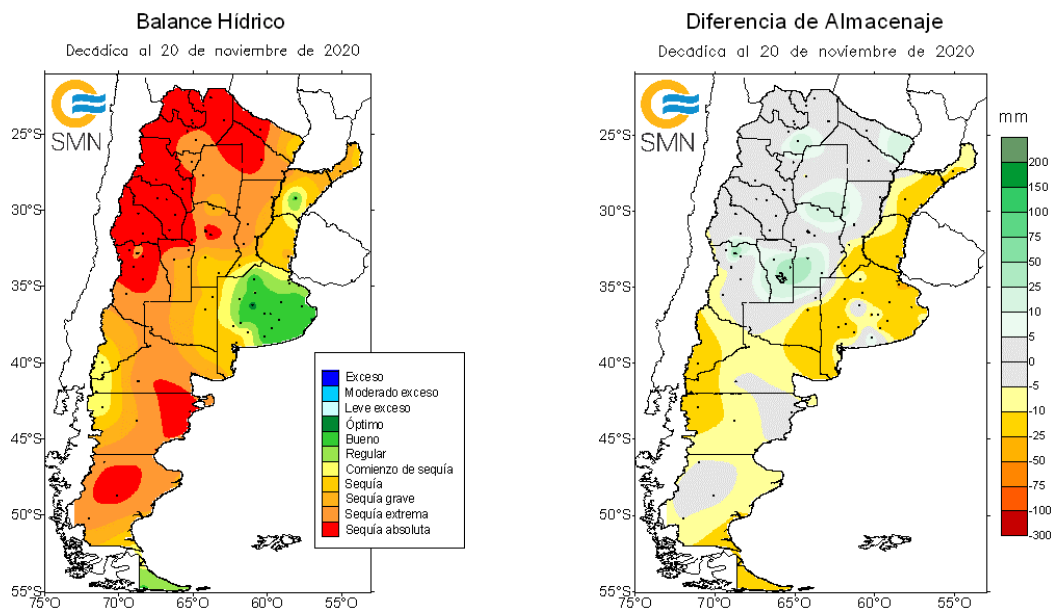 Balance Hídrico
Decádica al 20 de noviembre de 2020
SMN
25°S
30°S
35°S
40°S
45°S
50°S
55°S
75°O
70°O
65°O
60°O
55°O
Exceso
Moderado exceso
Leve exceso
Óptimo
Bueno
Regular
Comienzo de sequía
Sequía
Sequía grave
Sequía extrema
Sequía absoluta
Diferencia de Almacenaje
Decádica al 20 de noviembre de 2020
SMN
25°S
30°S
35°S
40°S
45°S
50°S
55°S
75°O
70°O
65°O
60°O
55°O
mm
200
150
100
75
50
25
10
5
0
-5
-10
-25
-50
-75
-100
-300